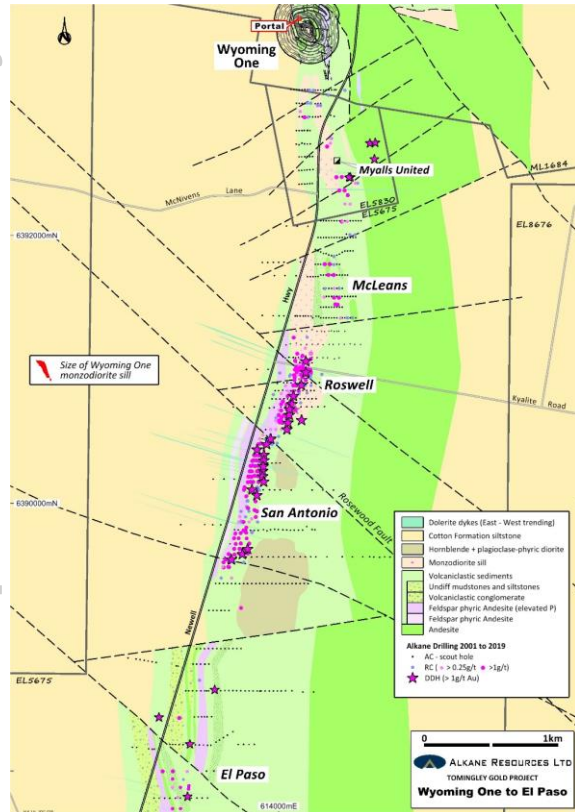 Portal
Wyoming
One
Myalls United
ML1684
McNivens Lane
EL5830
EL5675
EL8676
6392000mN
McLeans
Hwy
Size of Wyoming One
monzodiorite sill
Roswell
Kyalite Road
6390000mN
San Antonio
Rosewood Fault
Newell
EL5675
El Paso
614000mE
Dolerite dykes (East - West trending)
Cotton Formation siltstone
Hornblende + plagioclase-phyric diorite
Monzodiorite sill
Volcaniclastic sediments
Undiff mudstones and siltstones
Volcaniclastic conglomerate
Feldspar phyric Andesite (elevated P)
Feldspar phyric Andesite
Andesite
Alkane Drilling 2001 to 2019
AC - scout hole
RC ( > 0.25g/t >1g/t)
DDH (> 1g/t Au)
0 1km
ALKANE RESOURCES LTD
TOMINGLEY GOLD PROJECT
Wyoming One to El Paso